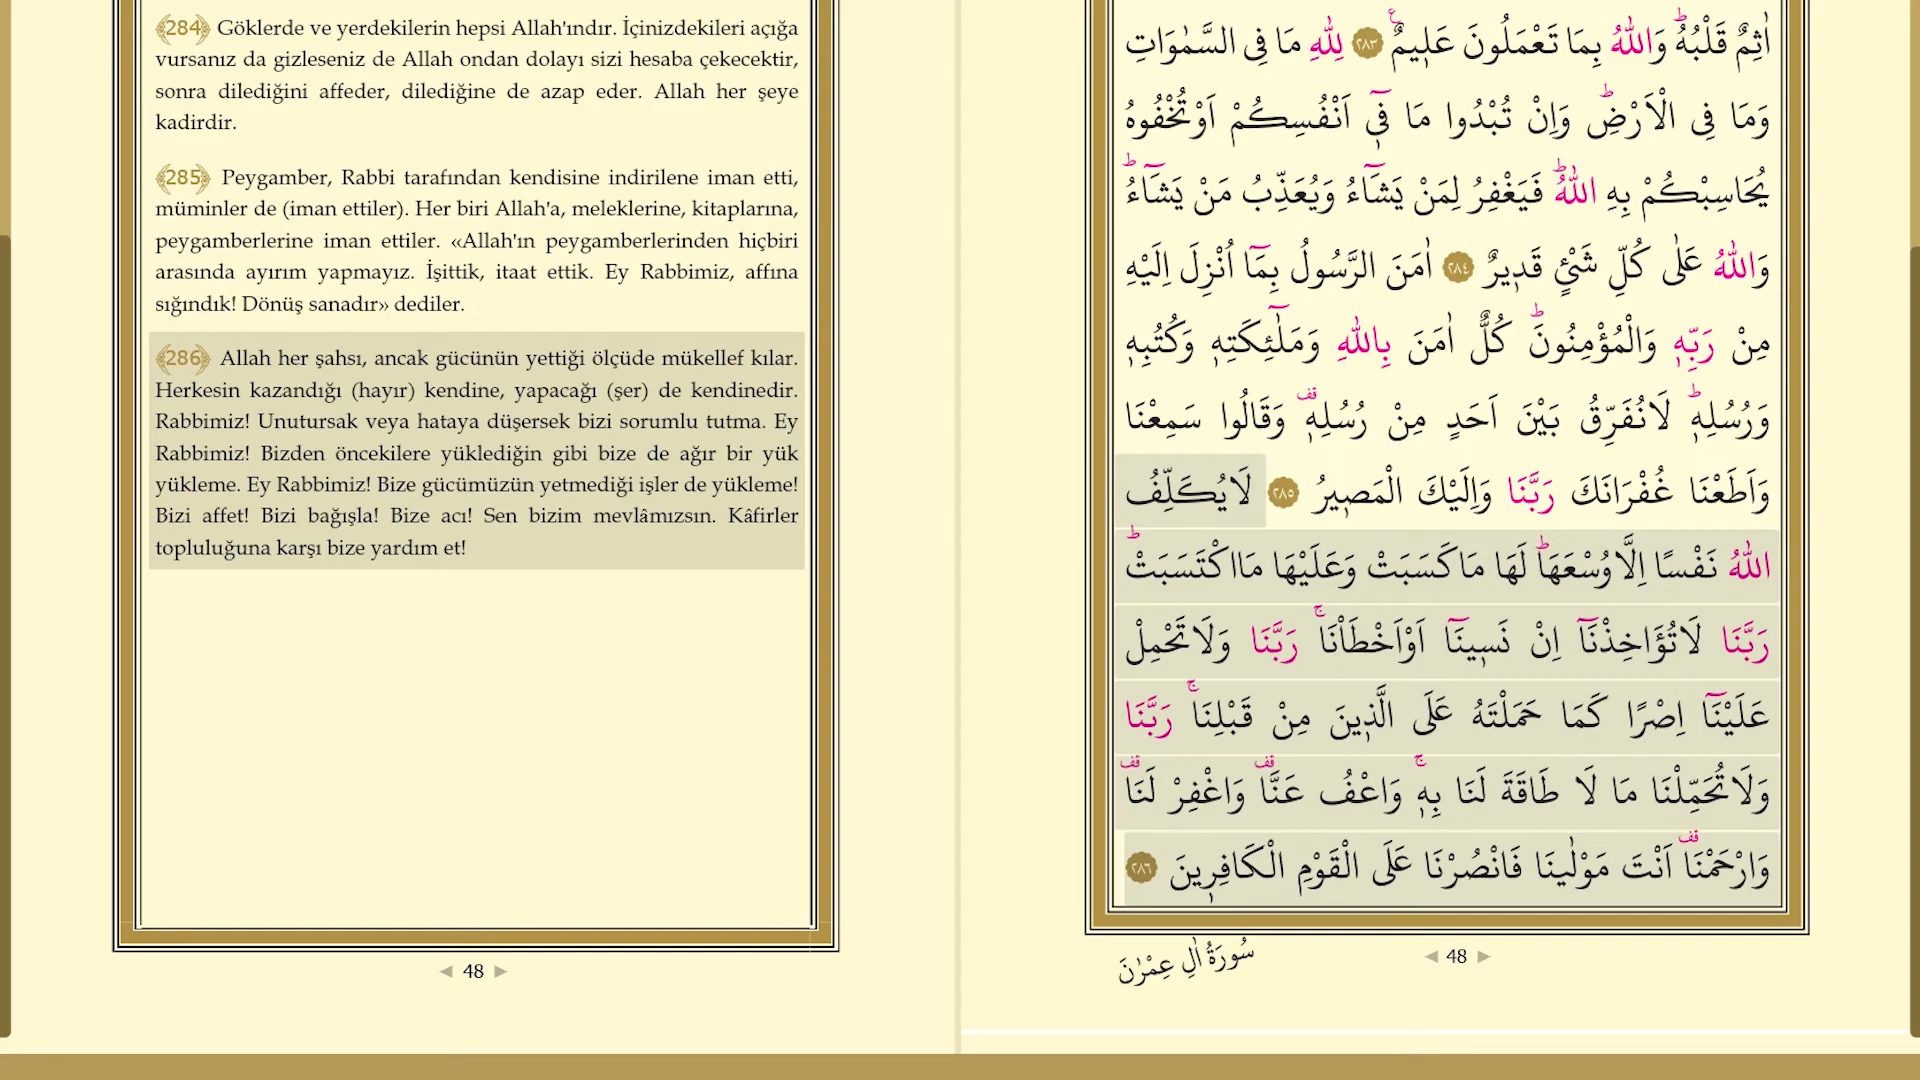 284 Göklerde ve yerdekilerin hepsi Allah'ındır. İçinizdekileri açığa
vursanız da gizleseniz de Allah ondan dolayı sizi hesaba çekecektir,
sonra dilediğini affeder, dilediğine de azap eder. Allah her şeye
kadirdir.
285 Peygamber, Rabbi tarafından kendisine indirilene iman etti,
müminler de (iman ettiler). Her biri Allah'a, meleklerine, kitaplarına,
peygamberlerine iman ettiler. «Allah'ın peygamberlerinden hiçbiri
arasında ayırım yapmayız. İşittik, itaat ettik. Ey Rabbimiz, affına
sığındık! Dönüş sanadır» dediler.
286 Allah her şahsı, ancak gücünün yettiği ölçüde mükellef kılar.
Herkesin kazandığı (hayır) kendine, yapacağı (şer) de kendinedir.
Rabbimiz! Unutursak veya hataya düşersek bizi sorumlu tutma. Ey
Rabbimiz! Bizden öncekilere yüklediğin gibi bize de ağır bir yük
yükleme. Ey Rabbimiz! Bize gücümüzün yetmediği işler de yükleme!
Bizi affet! Bizi bağışla! Bize acı! Sen bizim mevlâmızsın. Kâfirler
topluluğuna karşı bize yardım et!
◄ 48 ►
اٰثِمٌ قَلْبُهُۜ وَاللّٰهُ بِمَا تَعْمَلُونَ عَل۪يمٌ۟ ﴿٢٨٣﴾ لِلّٰهِ مَا فِي السَّمٰوَاتِ
وَمَا فِي الْاَرْضِۜ وَاِنْ تُبْدُوا مَا ف۪ٓي اَنْفُسِكُمْ اَوْ تُخْفُوهُ
يُحَاسِبْكُمْ بِهِ اللّٰهُۜ فَيَغْفِرُ لِمَنْ يَشَٓاءُ وَيُعَذِّبُ مَنْ يَشَٓاءُۜ
وَاللّٰهُ عَلٰى كُلِّ شَيْءٍ قَد۪يرٌ ﴿٢٨٤﴾ اٰمَنَ الرَّسُولُ بِمَٓا اُنْزِلَ اِلَيْهِ
مِنْ رَبِّه۪ وَالْمُؤْمِنُونَۜ كُلٌّ اٰمَنَ بِاللّٰهِ وَمَلٰٓئِكَتِه۪ وَكُتُبِه۪
وَرُسُلِه۪ۜ لَا نُفَرِّقُ بَيْنَ اَحَدٍ مِنْ رُسُلِه۪۠ وَقَالُوا سَمِعْنَا
وَاَطَعْنَا غُفْرَانَكَ رَبَّنَا وَاِلَيْكَ الْمَص۪يرُ ﴿٢٨٥﴾ لَا يُكَلِّفُ
اللّٰهُ نَفْسًا اِلَّا وُسْعَهَاۜ لَهَا مَا كَسَبَتْ وَعَلَيْهَا مَا اكْتَسَبَتْۜ
رَبَّنَا لَا تُؤَاخِذْنَٓا اِنْ نَس۪ينَٓا اَوْ اَخْطَأْنَاۚ رَبَّنَا وَلَا تَحْمِلْ
عَلَيْنَٓا اِصْرًا كَمَا حَمَلْتَهُ عَلَى الَّذ۪ينَ مِنْ قَبْلِنَاۚ رَبَّنَا
وَلَا تُحَمِّلْنَا مَا لَا طَاقَةَ لَنَا بِه۪ۚ وَاعْفُ عَنَّا۠ وَاغْفِرْ لَنَا۠
وَارْحَمْنَا۠ اَنْتَ مَوْلٰينَا فَانْصُرْنَا عَلَى الْقَوْمِ الْكَافِر۪ينَ ﴿٢٨٦﴾
◄ 48 ►
سُورَةُ اٰلِ عِمْرٰنَ